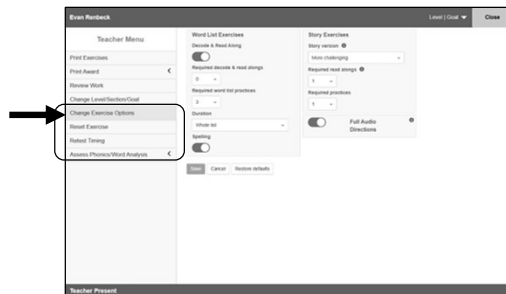 Evan Renbeck
Level | Goal
Close
Teacher Menu
Print Exercises
Print Award
Review Work
Change Level/Section/Goal
Change Exercise Options
Reset Exercise
Retest Timing
Assess Phonics/Word Analysis
Word List Exercises
Decode & Read Along
Required decode & read alongs
0
Required word list practices
3
Duration
Whole list
Spelling
Story Exercises
Story version
More challenging
Required read alongs
1
Required practices
1
Full Audio
Directions
Save Cancel Restore defaults
Teacher Present